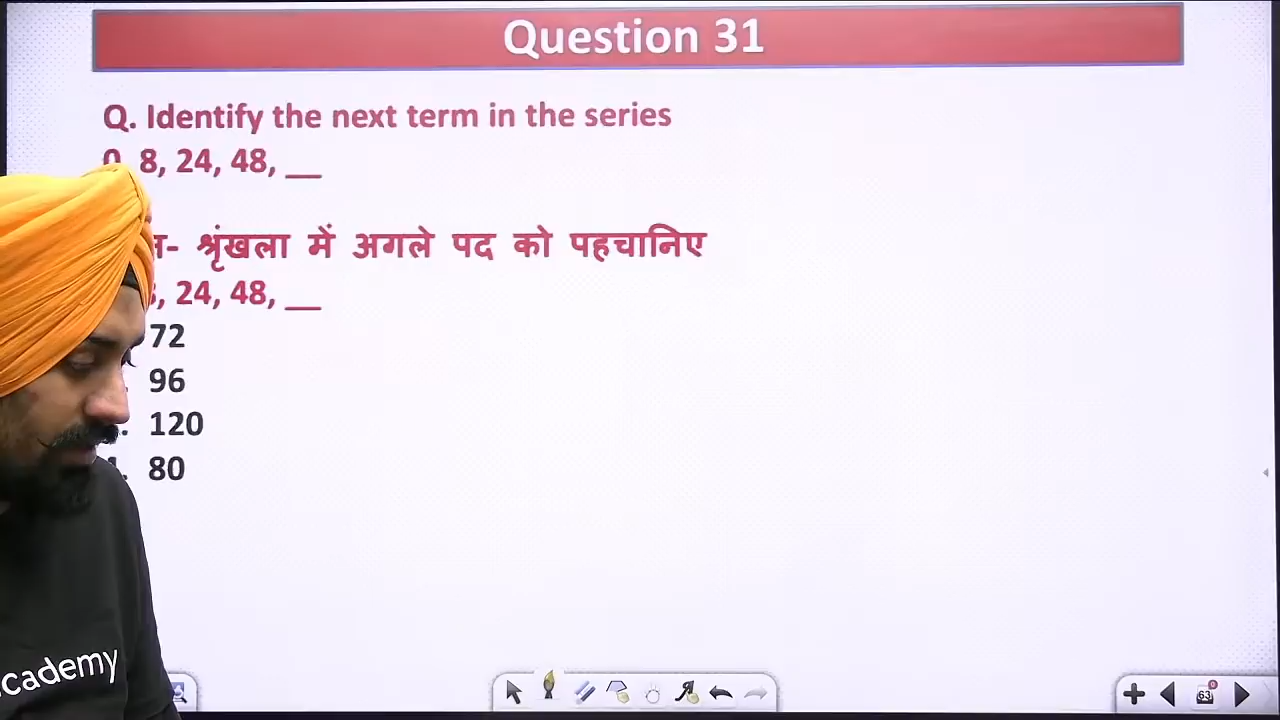 Question 31
Q. Identify the next term in the series
0, 8, 24, 48, __
श्रृंखला में अगले पद को पहचानिए
24, 48, __
72
96
120
80
cademy
63